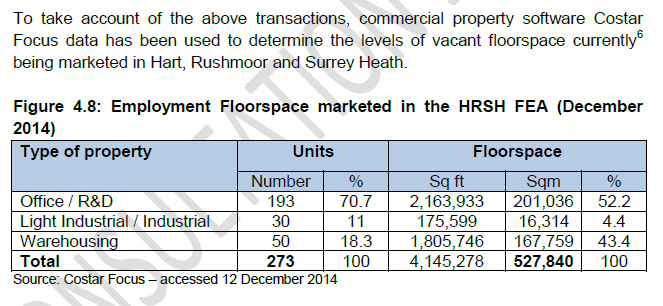 To take account of the above transactions, commercial property software Costar
Focus data has been used to determine the levels of vacant floorspace currently6
being marketed in Hart, Rushmoor and Surrey Heath.
Figure 4.8: Employment Floorspace marketed in the HRSH FEA (December
2014)
Type of property Units Floorspace
Number % Sq ft Sqm %
Office / R&D 193 70.7 2,163,933 201,036 52.2
Light Industrial / Industrial 30 11 175,599 16,314 4.4
Warehousing 50 18.3 1,805,746 167,759 43.4
Total 273 100 4,145,278 527,840 100
Source: Costar Focus – accessed 12 December 2014